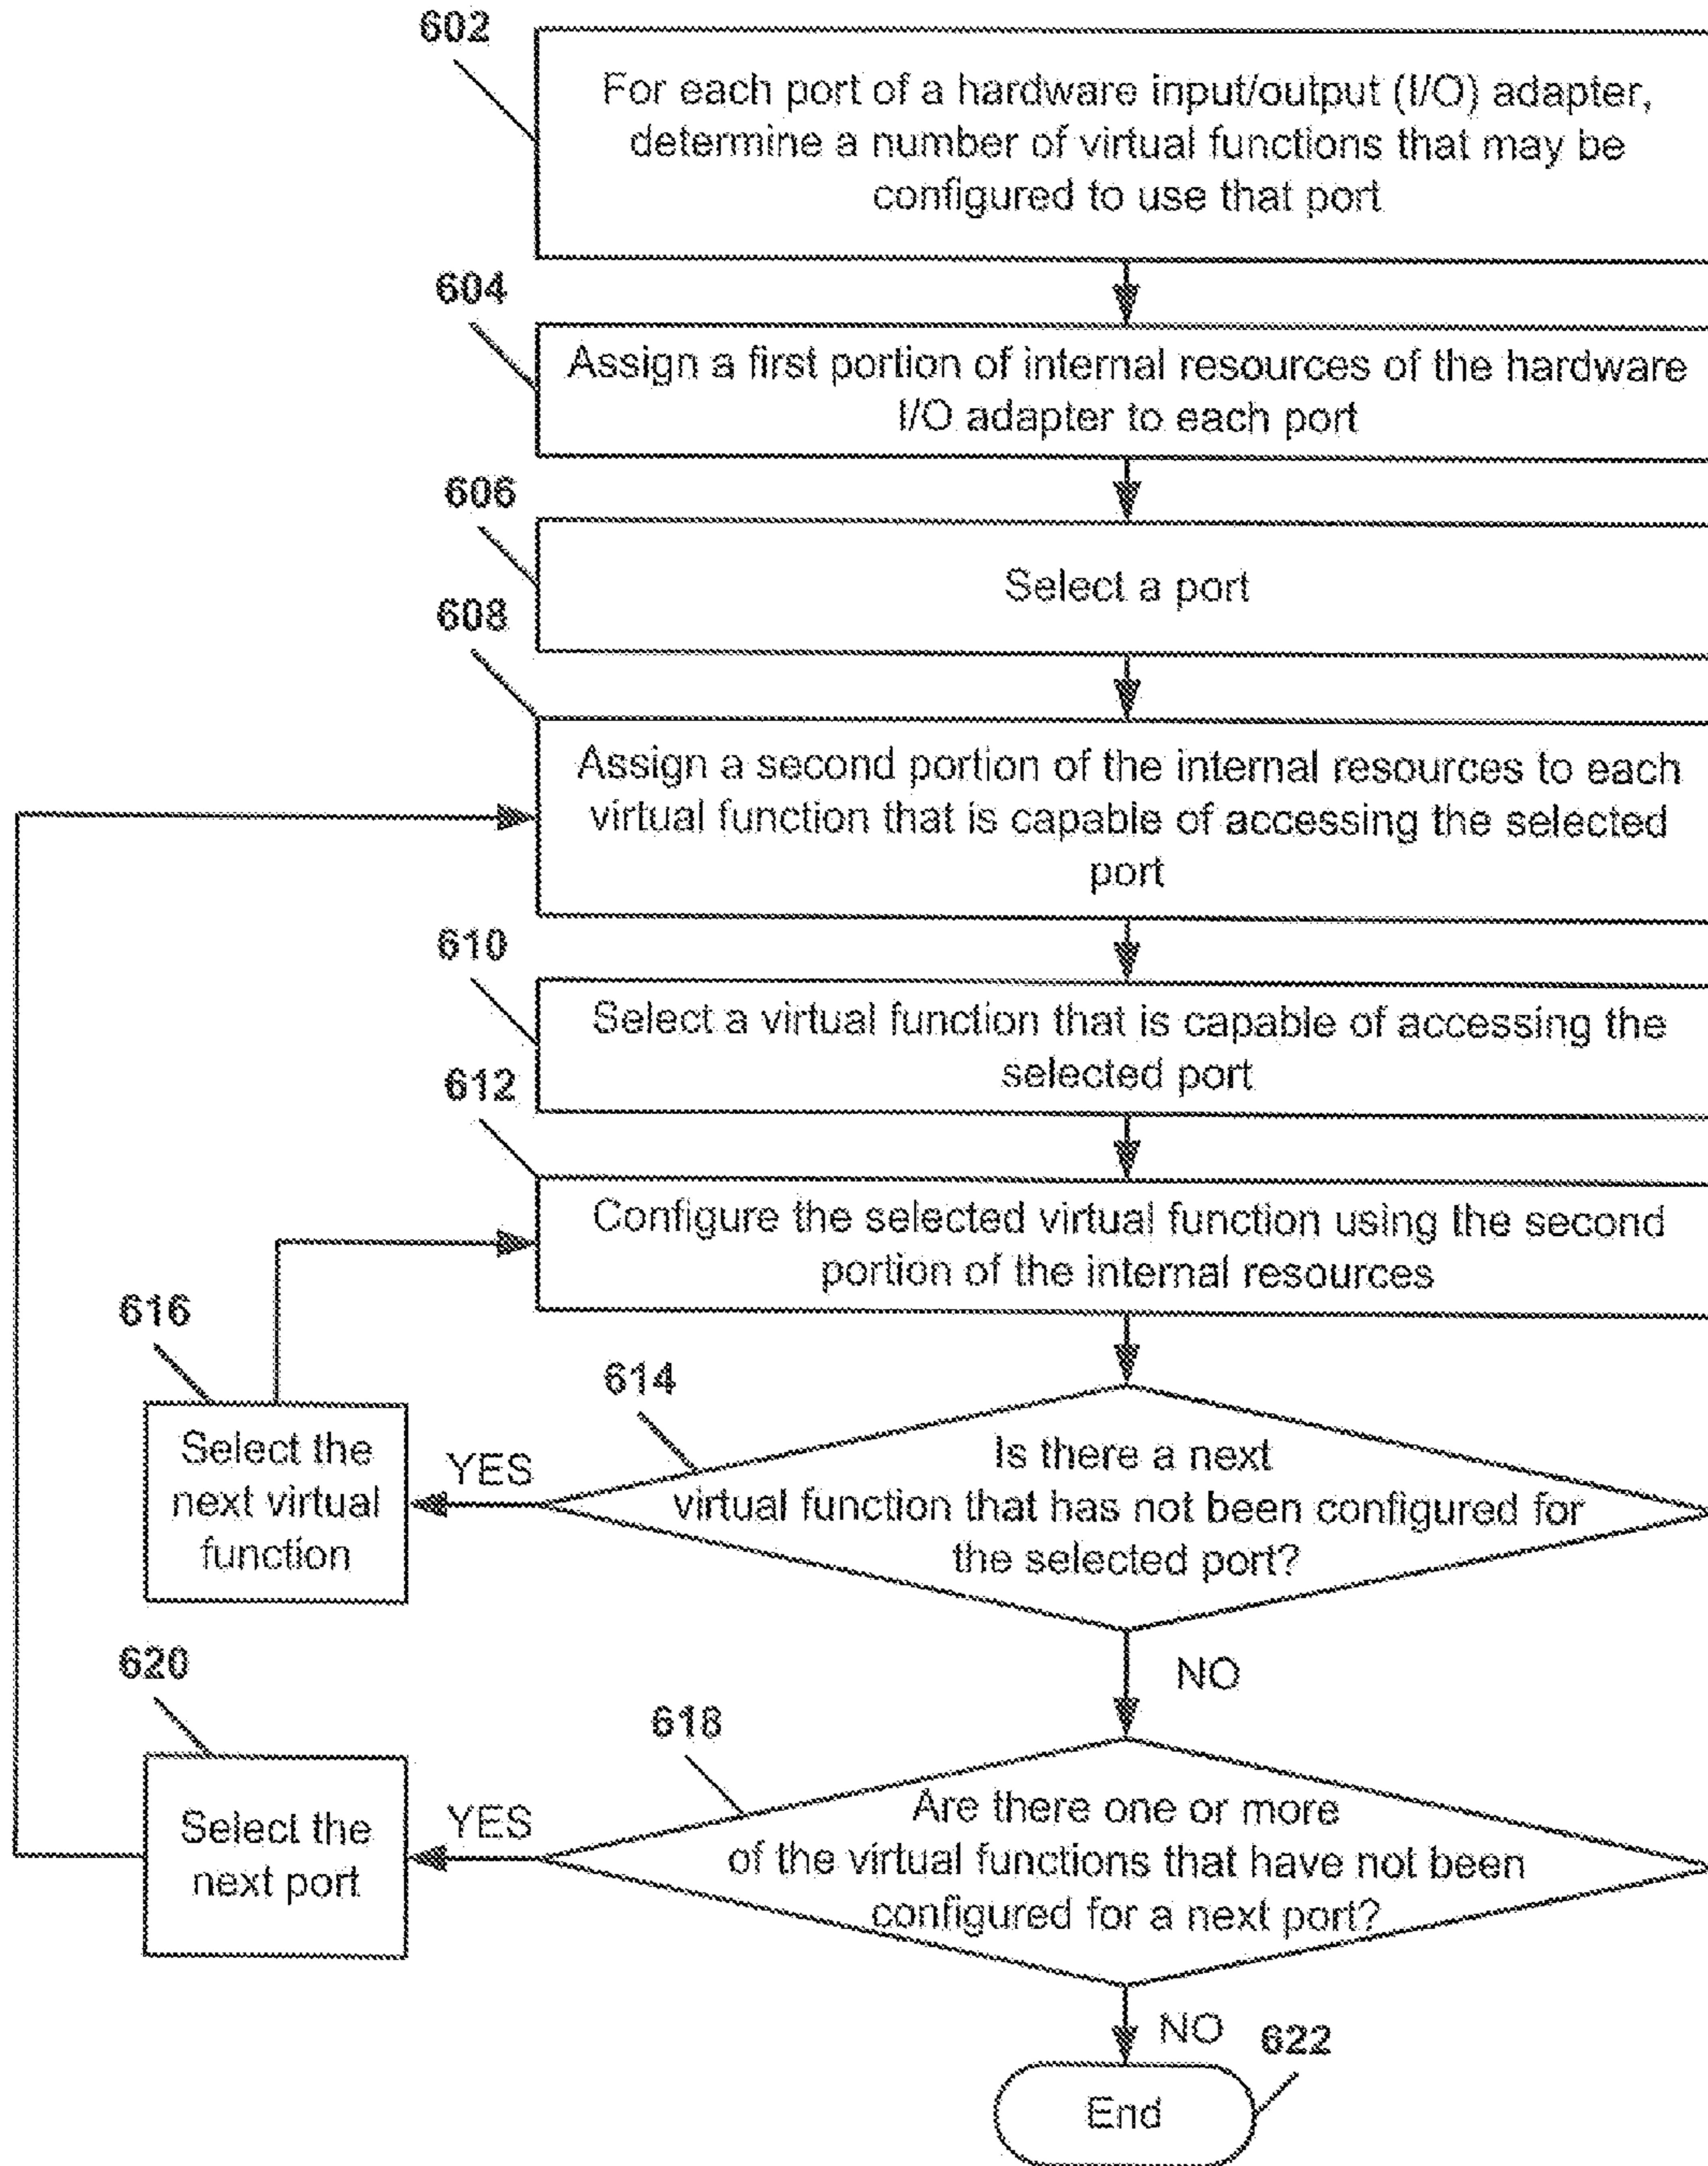 602
For each port of a hardware input/output (I/O) adapter,
determine a number of virtual functions that may be
configured to use that port
604
Assign a first portion of internal resources of the hardware
I/O adapter to each port
606
Select a port
608
Assign a second portion of the internal resources to each
virtual function that is capable of accessing the selected
port
610
Select a virtual function that is capable of accessing the
selected port
612
Configure the selected virtual function using the second
portion of the internal resources
616
Select the
next virtual
function
YES
614
Is there a next
virtual function that has not been configured for
the selected port?
NO
620
Select the
next port
YES
618
Are there one or more
of the virtual functions that have not been
configured for a next port?
NO
622
End